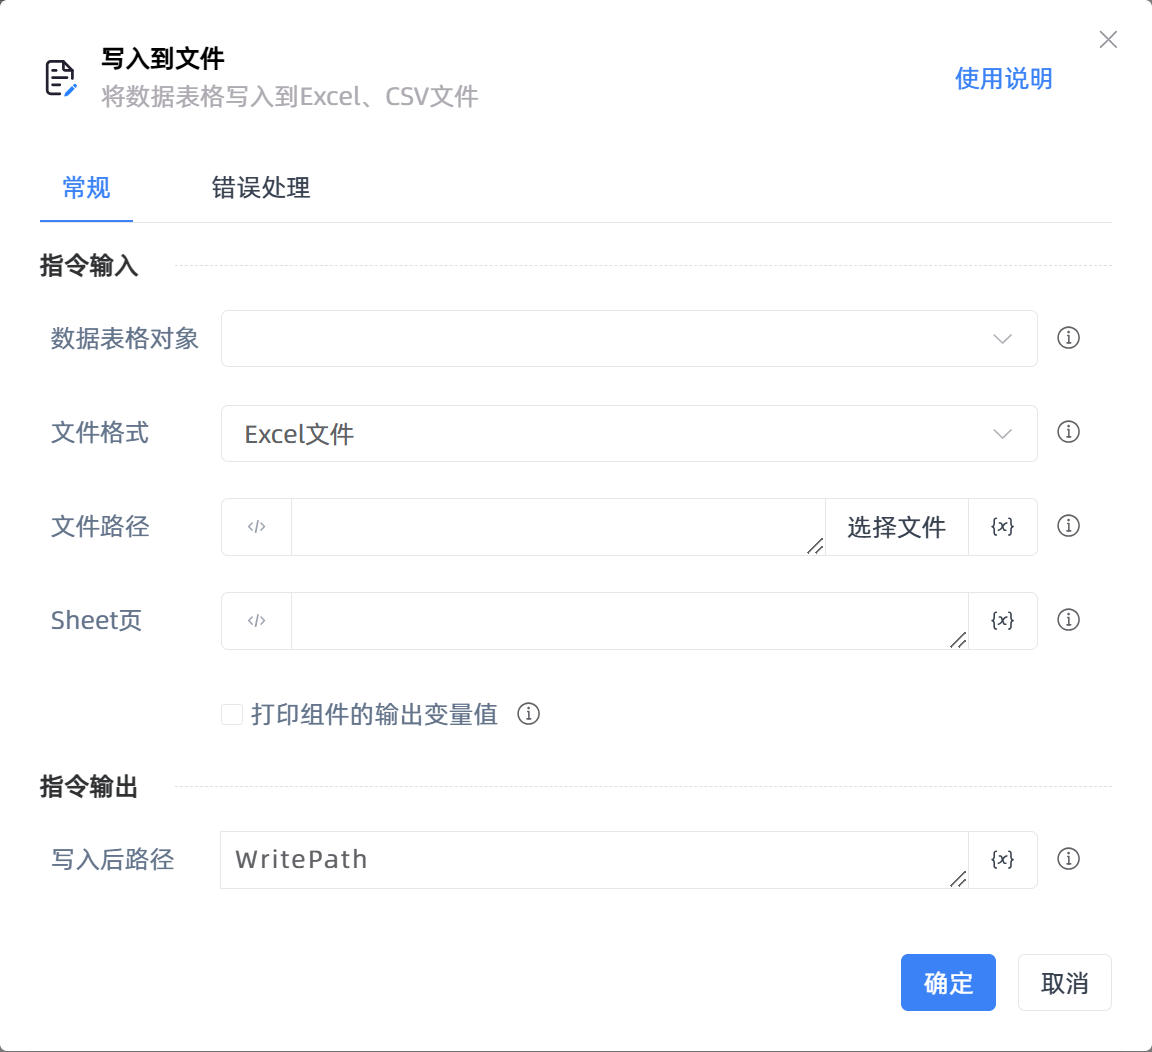 写入到文件
将数据表格写入到Excel、CSV文件
使用说明
常规
错误处理
指令输入
数据表格对象
文件格式
Excel文件
文件路径
</>
选择文件
{x}
Sheet页
</>
{x}
打印组件的输出变量值
指令输出
写入后路径
WritePath
{x}
确定
取消